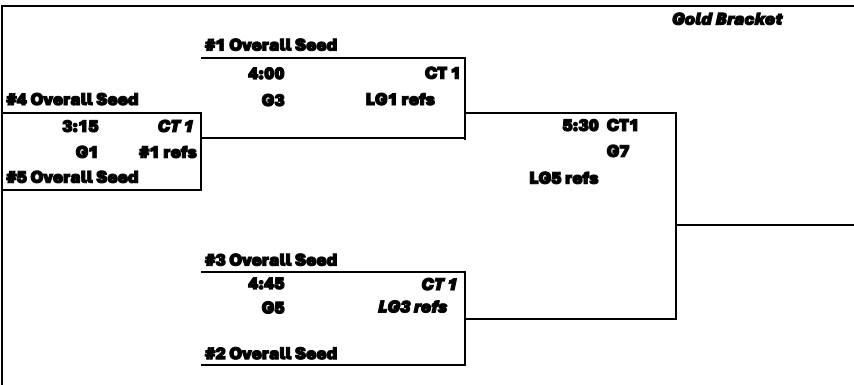 Gold Bracket
#1 Overall Seed
4:00 CT 1
#4 Overall Seed
G3 LG1 refs
3:15 CT 1
5:30 CT1
G1 #1 refs
G7
#5 Overall Seed
LG5 refs
#3 Overall Seed
4:45 CT 1
G5 LG3 refs
#2 Overall Seed